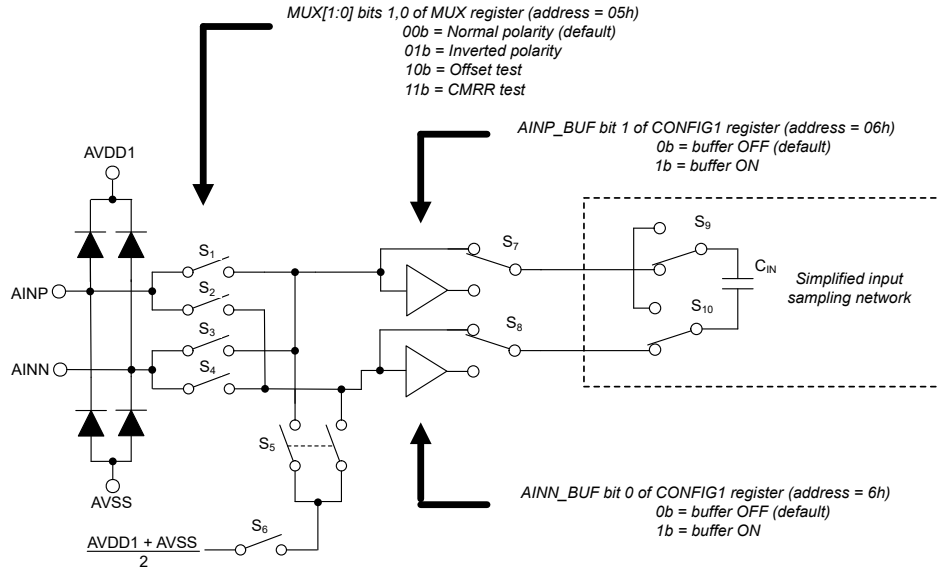 MUX[1:0] bits 1,0 of MUX register (address = 05h)
00b = Normal polarity (default)
01b = Inverted polarity
10b = Offset test
11b = CMRR test
AINP_BUF bit 1 of CONFIG1 register (address = 06h)
0b = buffer OFF (default)
1b = buffer ON
AVDD1
S1
S2
S3
S4
AINP
AINN
S7
S8
S9
S10
CIN
Simplified input
sampling network
S5
AVSS
S6
AVDD1 + AVSS
2
AINN_BUF bit 0 of CONFIG1 register (address = 6h)
0b = buffer OFF (default)
1b = buffer ON